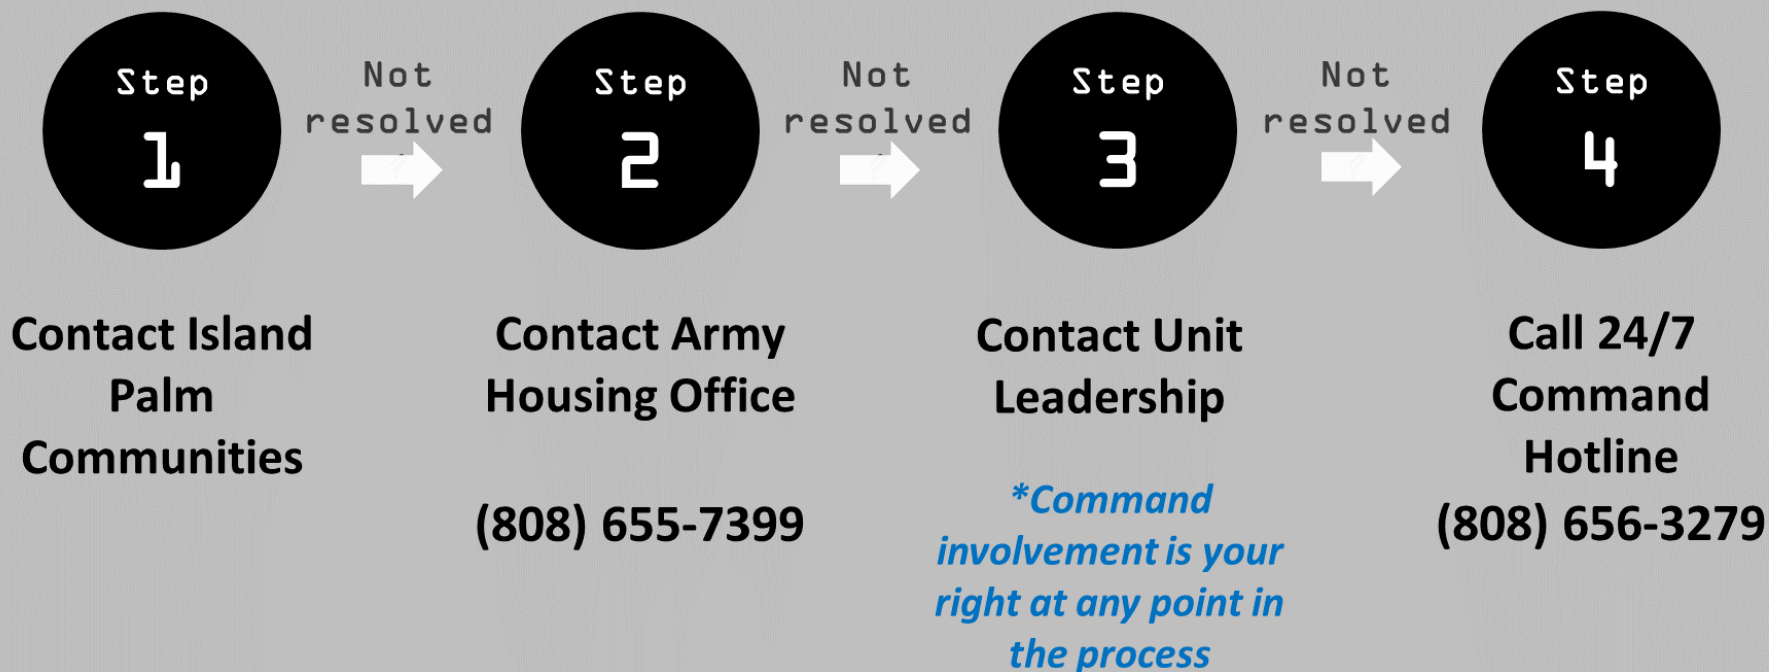 Step
1
Not
resolved
?
Step
2
Not
resolved
?
Step
3
Not
resolved
?
Step
4
Contact Island
Palm
Communities
Contact Army
Housing Office
(808) 655-7399
Contact Unit
Leadership
*Command
involvement is your
right at any point in
the process
Call 24/7
Command
Hotline
(808) 656-3279